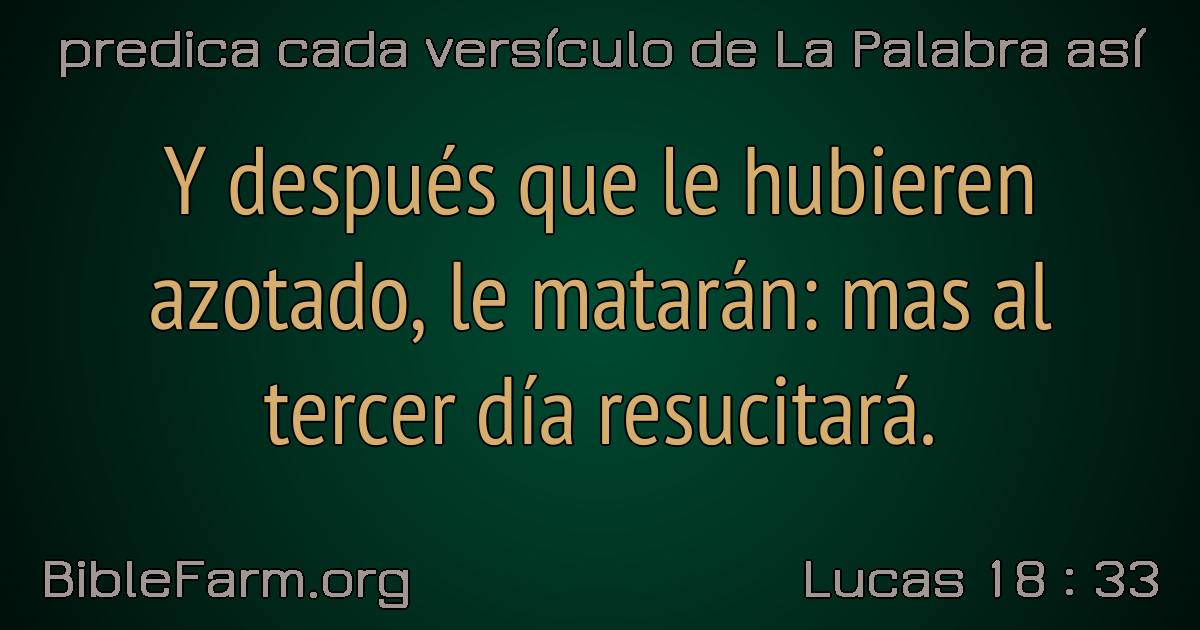 predica cada versículo de La Palabra así
Y después que le hubieren
azotado, le matarán: mas al
tercer día resucitará.
BibleFarm.org
Lucas 18 : 33